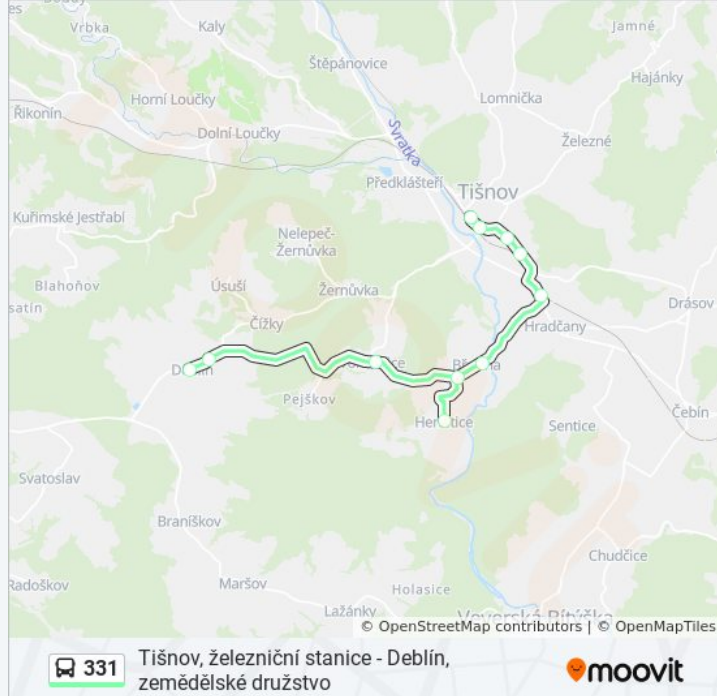 Vrbka
Kaly
Jamné
Štěpánovice
Hajánky
Horní Loučky
Lomnička
Řikonín
Dolní Loučky
Železné
Svratka
Předklášteří
Tišnov
Kuřimské Jestřabí
Nelepeč-
Žernůvka
Blahoňov
Úsuší
Žernůvka
Drásov
Čížky
Hradčany
Pejškov
Čebín
Sentice
Svatoslav
Braníškov
Chudčice
Radoškov
Maršov
Holasice
Lažánky
© OpenStreetMap contributors | © OpenMapTiles
331
Tišnov, železniční stanice - Deblín,
zemědělské družstvo
moovit